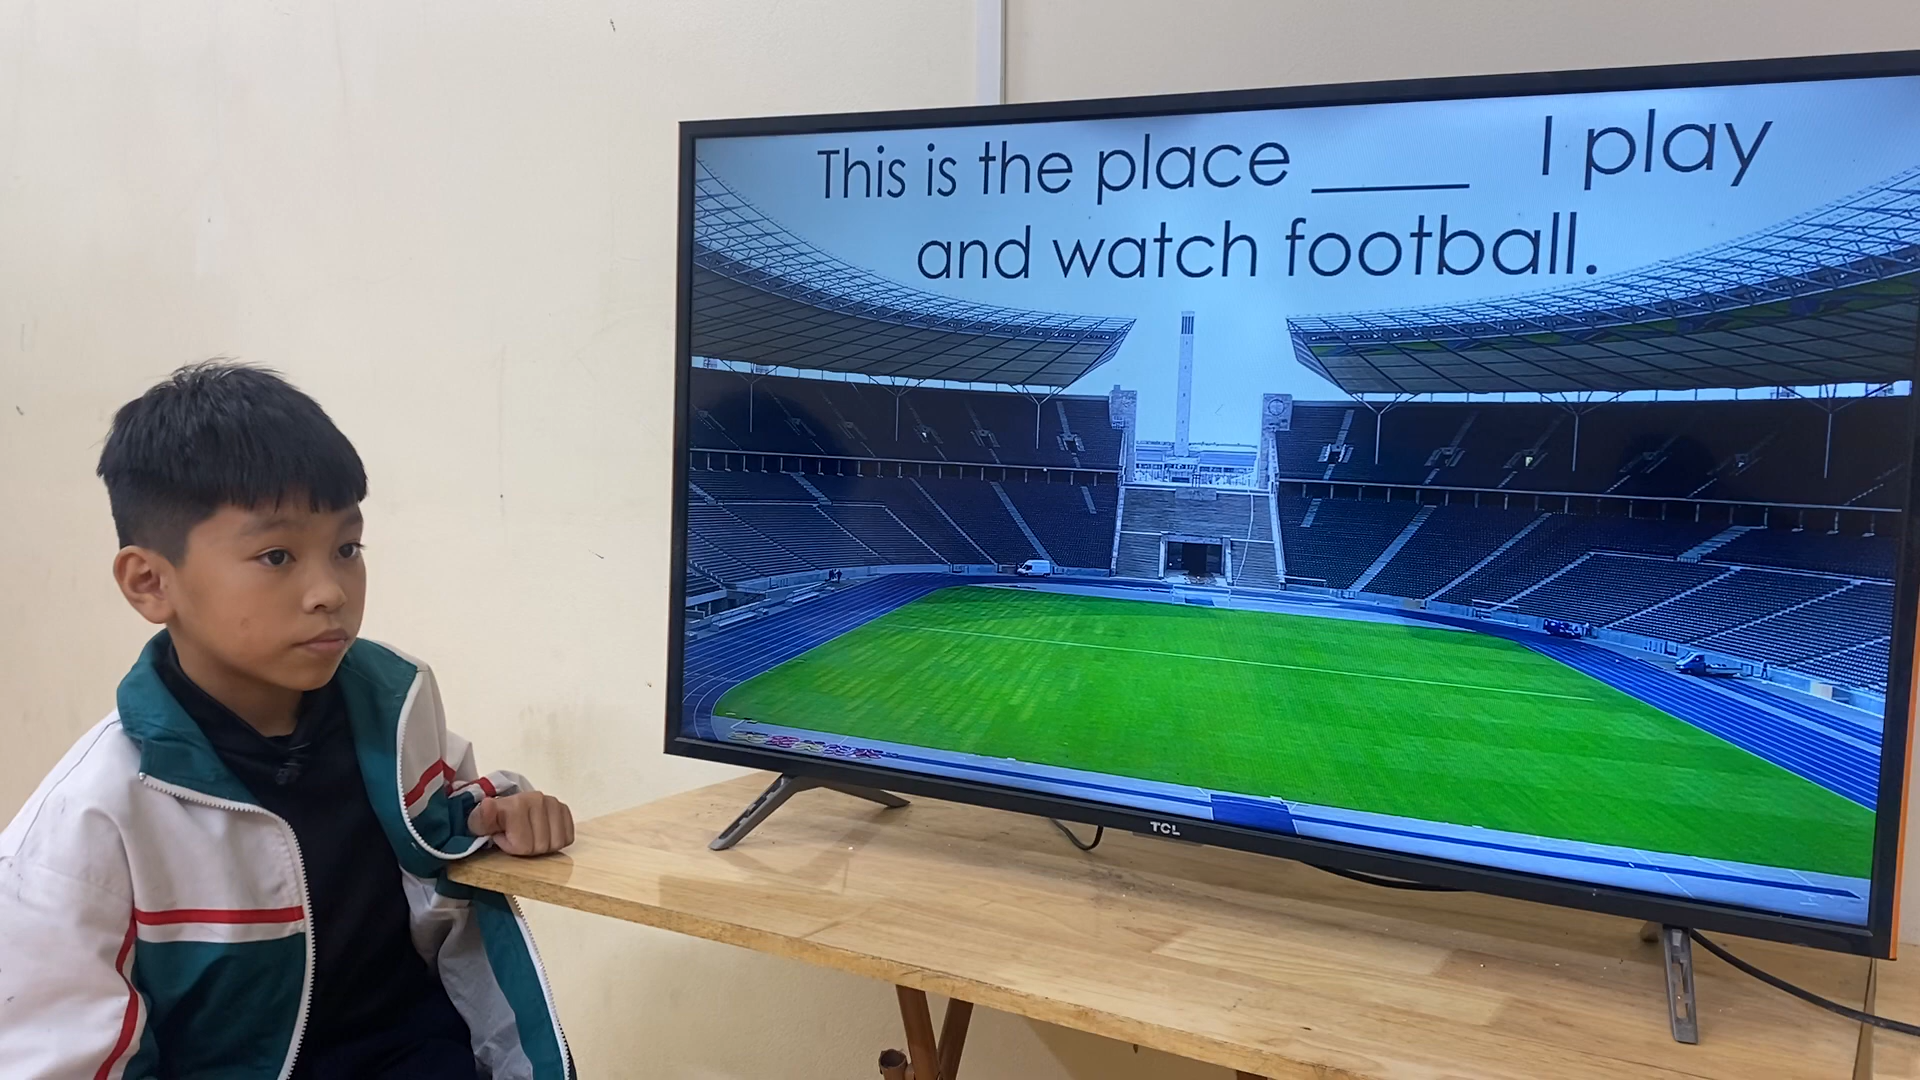 This is the place ____ I play
and watch football.
TCL